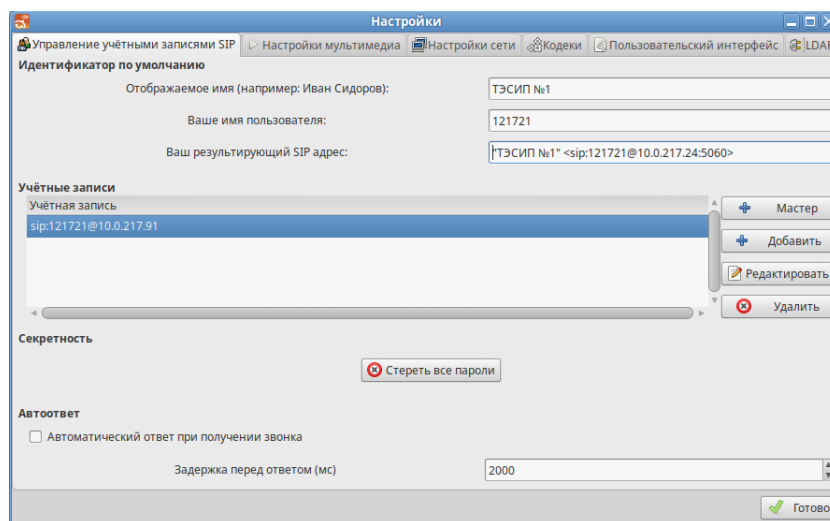 Настройки
Управление учётными записями SIP Настройки мультимедиа Настройки сети Кодеки Пользовательский интерфейс LDAP
Идентификатор по умолчанию
Отображаемое имя (например: Иван Сидоров): ТЭСИП №1
Ваше имя пользователя: 121721
Ваш результирующий SIP адрес: "ТЭСИП №1" <sip:121721@10.0.217.24:5060>
Учётные записи
Учётная запись
sip:121721@10.0.217.91
Мастер
Добавить
Редактировать
Удалить
Секретность
Стереть все пароли
Автоответ
Автоматический ответ при получении звонка
Задержка перед ответом (мс) 2000
Готово